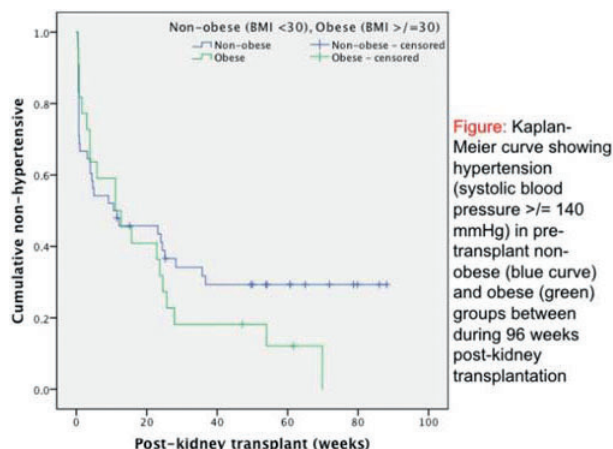 Non-obese (BMI <30), Obese (BMI >/=30)
Non-obese
Non-obese - censored
Obese
Obese - censored
Cumulative non-hypertensive
1.0
0.8
0.6
0.4
0.2
0.0
0
20
40
60
80
100
Post-kidney transplant (weeks)
Figure: Kaplan-
Meier curve showing
hypertension
(systolic blood
pressure >/= 140
mmHg) in pre-
transplant non-
obese (blue curve)
and obese (green)
groups between
during 96 weeks
post-kidney
transplantation